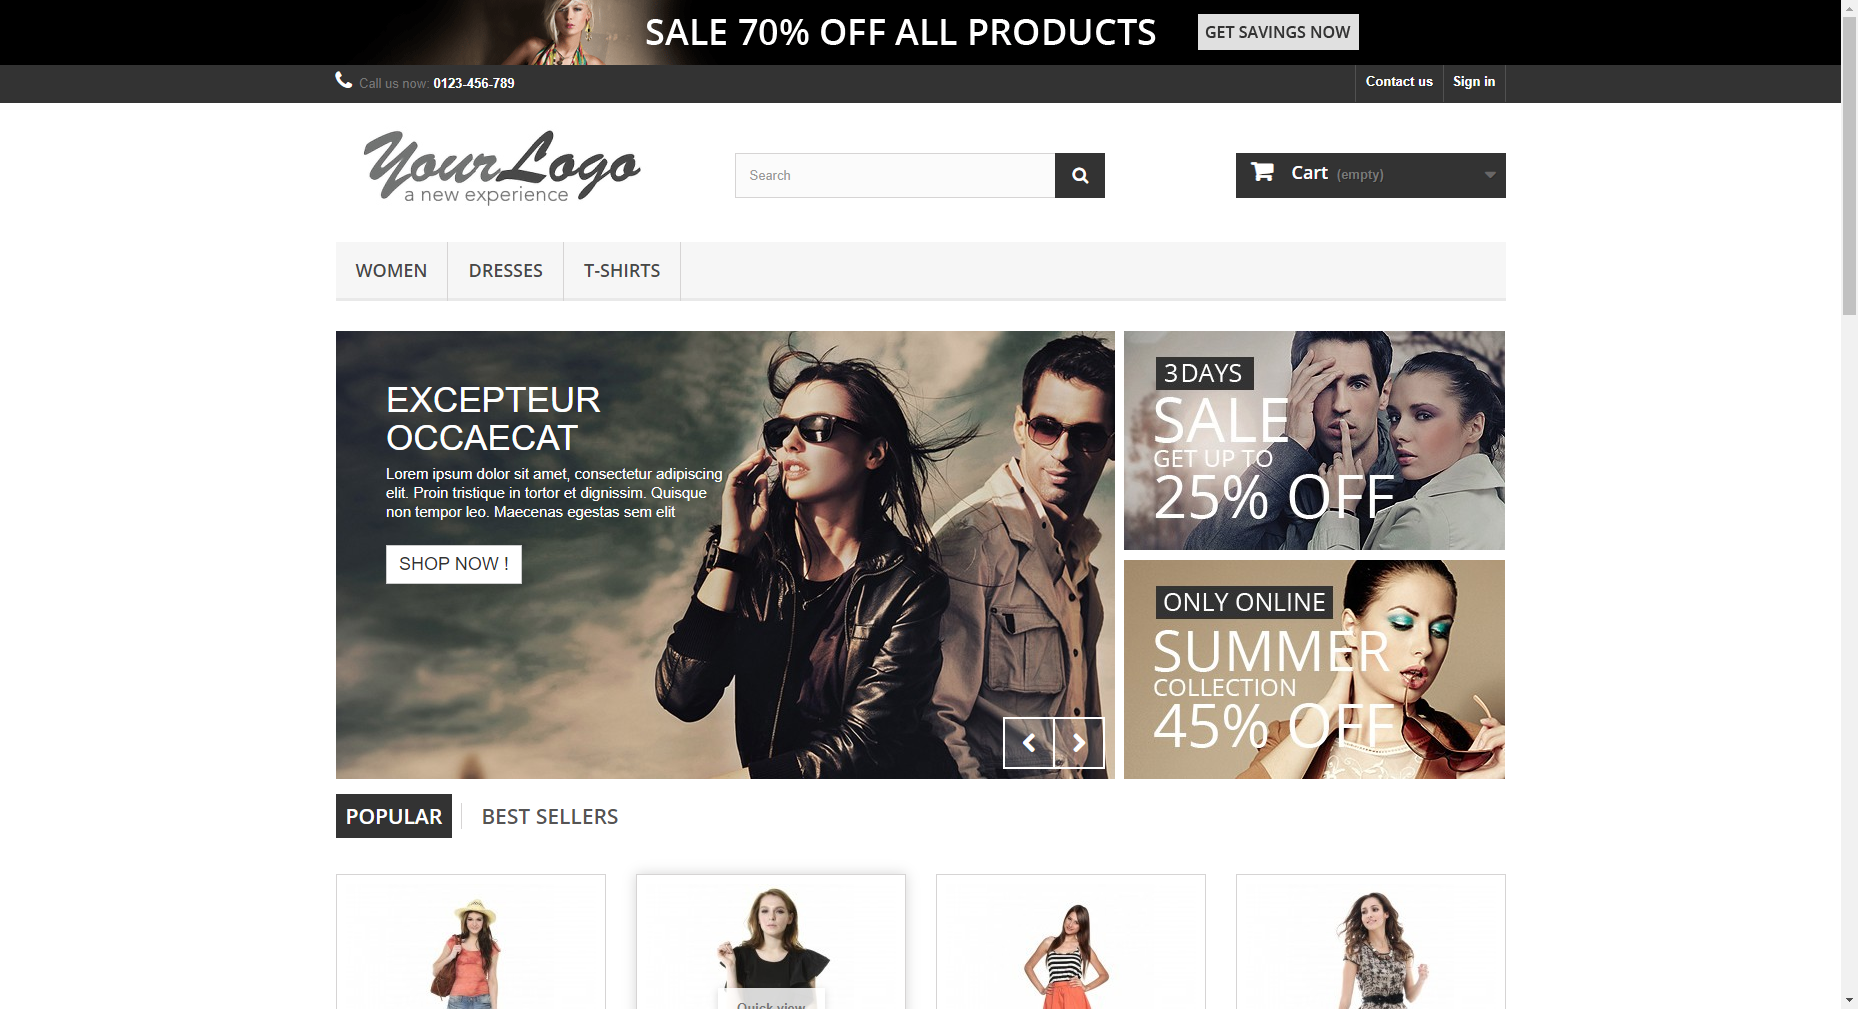 SALE 70% OFF ALL PRODUCTS
GET SAVINGS NOW
Call us now: 0123-456-789
Contact us
Sign in
YourLogo
a new experience
Search
Cart (empty)
WOMEN
DRESSES
T-SHIRTS
EXCEPTEUR
OCCAECAT
Lorem ipsum dolor sit amet, consectetur adipiscing
elit. Proin tristique in tortor et dignissim. Quisque
non tempor leo. Maecenas egestas sem elit
SHOP NOW !
3DAYS
SALE
GET UP TO
25% OFF
ONLY ONLINE
SUMMER
COLLECTION
45% OFF
POPULAR
BEST SELLERS
Quick view